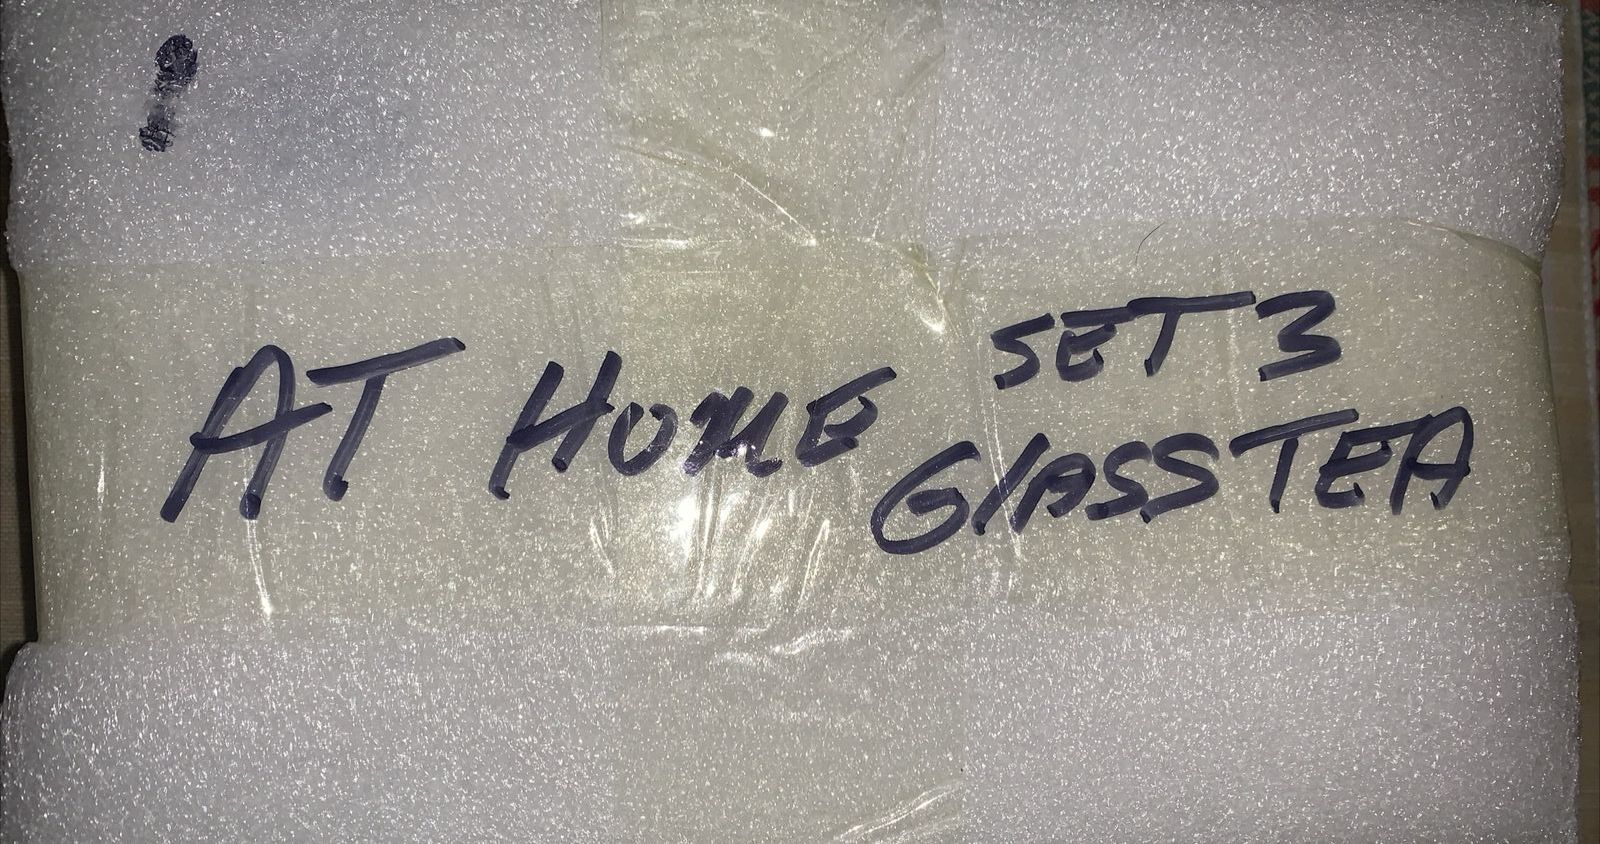 AT HOME
SET 3
GlASS TEA